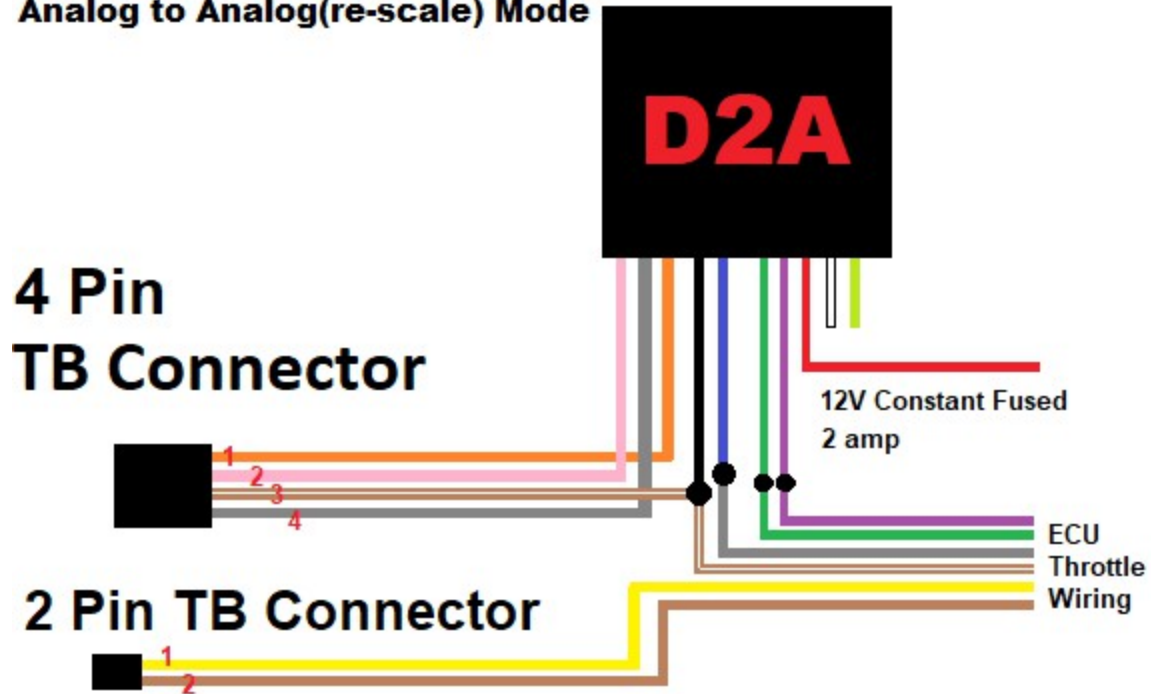 Analog to Analog(re-scale) Mode
D2A
4 Pin
TB Connector
12V Constant Fused
2 amp
1
2
3
4
ECU
Throttle
Wiring
2 Pin TB Connector
1
2